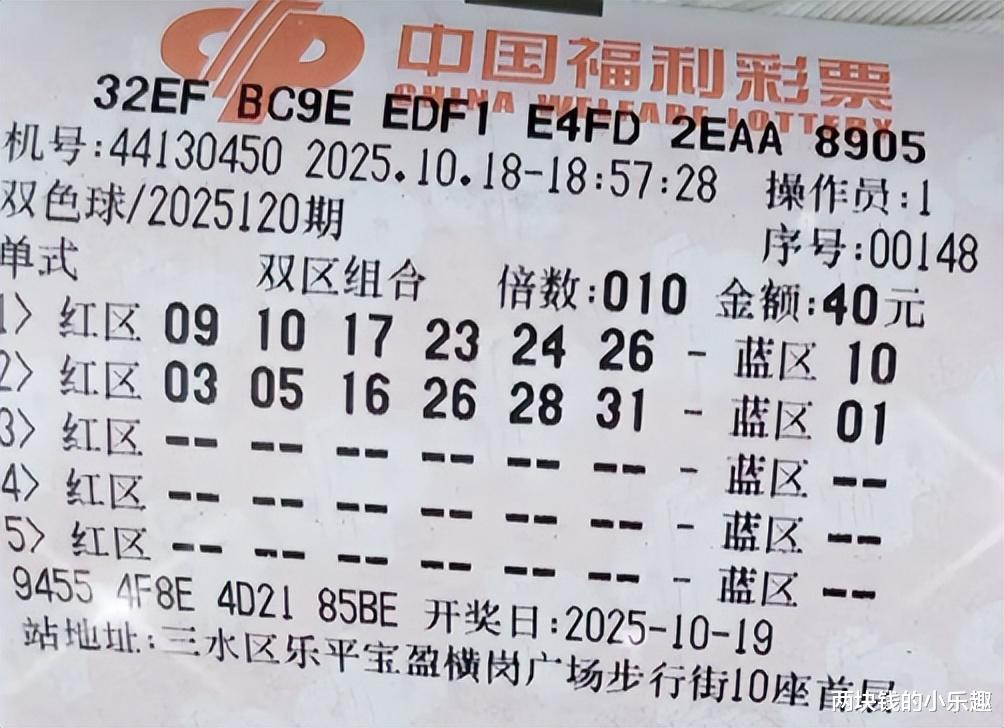 中国福利彩票
CHINA WELFARE LOTTERY
32EF BC9E EDF1 E4FD 2EAA 8905
机号:44130450 2025.10.18-18:57:28 操作员:1
双色球/2025120期 序号:00148
单式 双区组合 倍数:010 金额:40元
1> 红区 09 10 17 23 24 26 - 蓝区 10
2> 红区 03 05 16 26 28 31 - 蓝区 01
3> 红区 -- -- -- -- -- -- - 蓝区 --
4> 红区 -- -- -- -- -- -- - 蓝区 --
5> 红区 -- -- -- -- -- -- - 蓝区 --
9455 4F8E 4D21 85BE 开奖日:2025-10-19
站地址:三水区乐平宝盈横岗广场步行街10座首层
两块钱的小乐趣